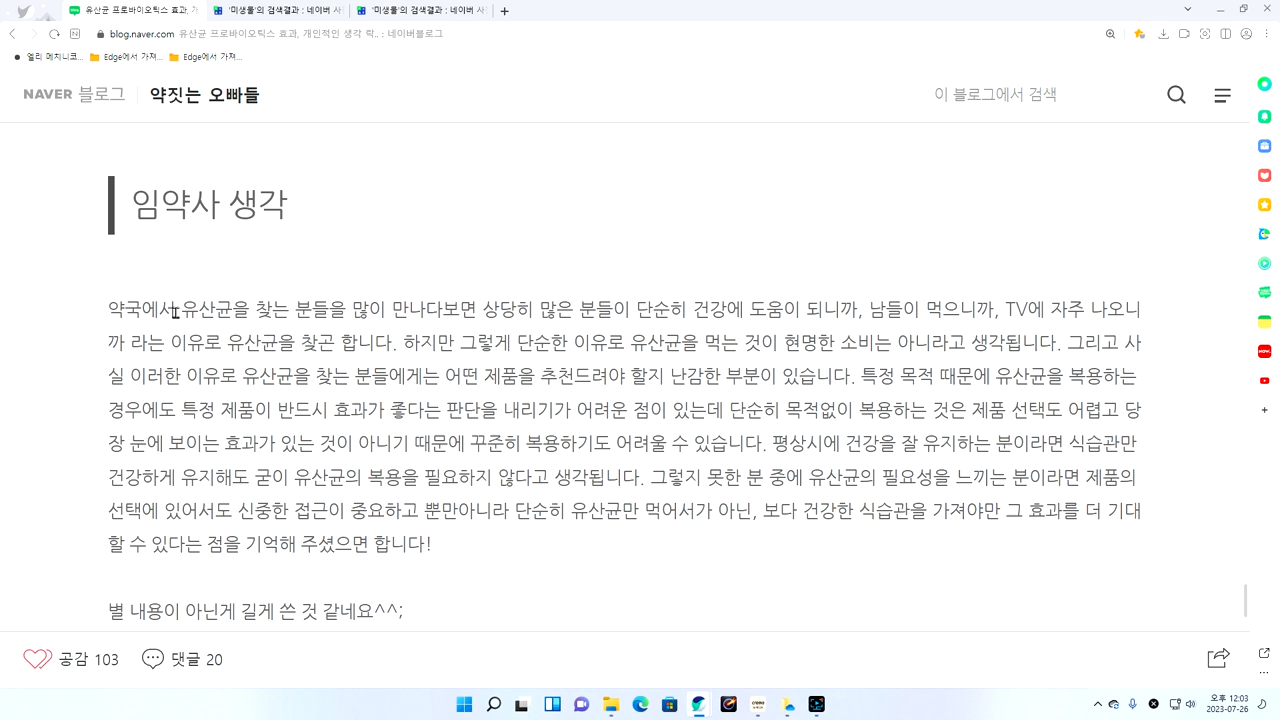 유산균 프로바이오틱스 효과, 개
'미생물'의 검색결과 : 네이버 사
'미생물'의 검색결과 : 네이버 사
blog.naver.com 유산균 프로바이오틱스 효과, 개인적인 생각 락.. : 네이버블로그
엘리 메치니코... Edge에서 가져... Edge에서 가져...
NAVER 블로그 약짓는 오빠들 이 블로그에서 검색
임약사 생각
약국에서 유산균을 찾는 분들을 많이 만나다보면 상당히 많은 분들이 단순히 건강에 도움이 되니까, 남들이 먹으니까, TV에 자주 나오니
까 라는 이유로 유산균을 찾곤 합니다. 하지만 그렇게 단순한 이유로 유산균을 먹는 것이 현명한 소비는 아니라고 생각됩니다. 그리고 사
실 이러한 이유로 유산균을 찾는 분들에게는 어떤 제품을 추천드려야 할지 난감한 부분이 있습니다. 특정 목적 때문에 유산균을 복용하는
경우에도 특정 제품이 반드시 효과가 좋다는 판단을 내리기가 어려운 점이 있는데 단순히 목적없이 복용하는 것은 제품 선택도 어렵고 당
장 눈에 보이는 효과가 있는 것이 아니기 때문에 꾸준히 복용하기도 어려울 수 있습니다. 평상시에 건강을 잘 유지하는 분이라면 식습관만
건강하게 유지해도 굳이 유산균의 복용을 필요하지 않다고 생각됩니다. 그렇지 못한 분 중에 유산균의 필요성을 느끼는 분이라면 제품의
선택에 있어서도 신중한 접근이 중요하고 뿐만아니라 단순히 유산균만 먹어서가 아닌, 보다 건강한 식습관을 가져야만 그 효과를 더 기대
할 수 있다는 점을 기억해 주셨으면 합니다!
별 내용이 아닌게 길게 쓴 것 같네요^^;
공감 103 댓글 20
오후 12:03
2023-07-26